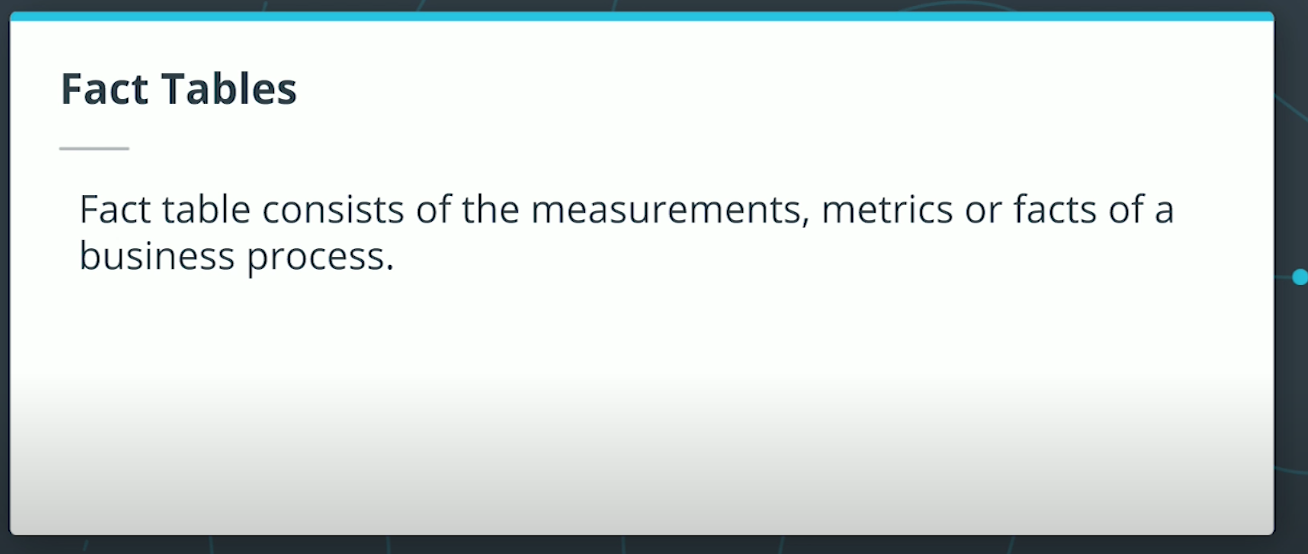 Fact Tables
Fact table consists of the measurements, metrics or facts of a
business process.